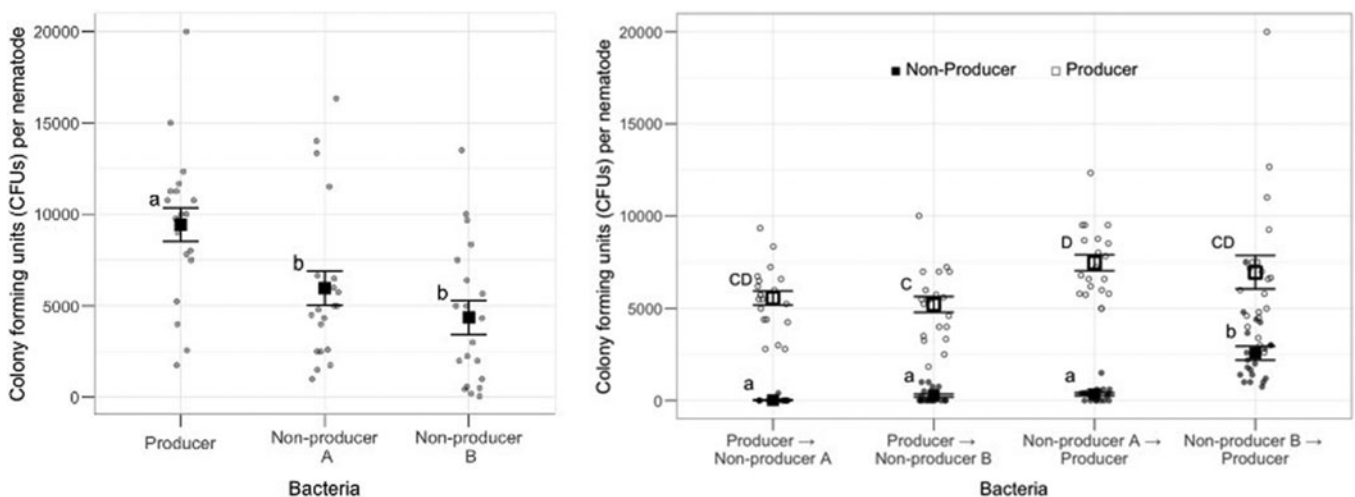 Colony forming units (CFUs) per nematode
20000
15000
10000
5000
0
a
b
b
Producer
Non-producer
A
Non-producer
B
Bacteria
Colony forming units (CFUs) per nematode
20000
15000
10000
5000
0
Non-Producer
Producer
CD
C
D
CD
a
a
a
b
Producer →
Non-producer A
Producer →
Non-producer B
Non-producer A →
Producer
Non-producer B →
Producer
Bacteria